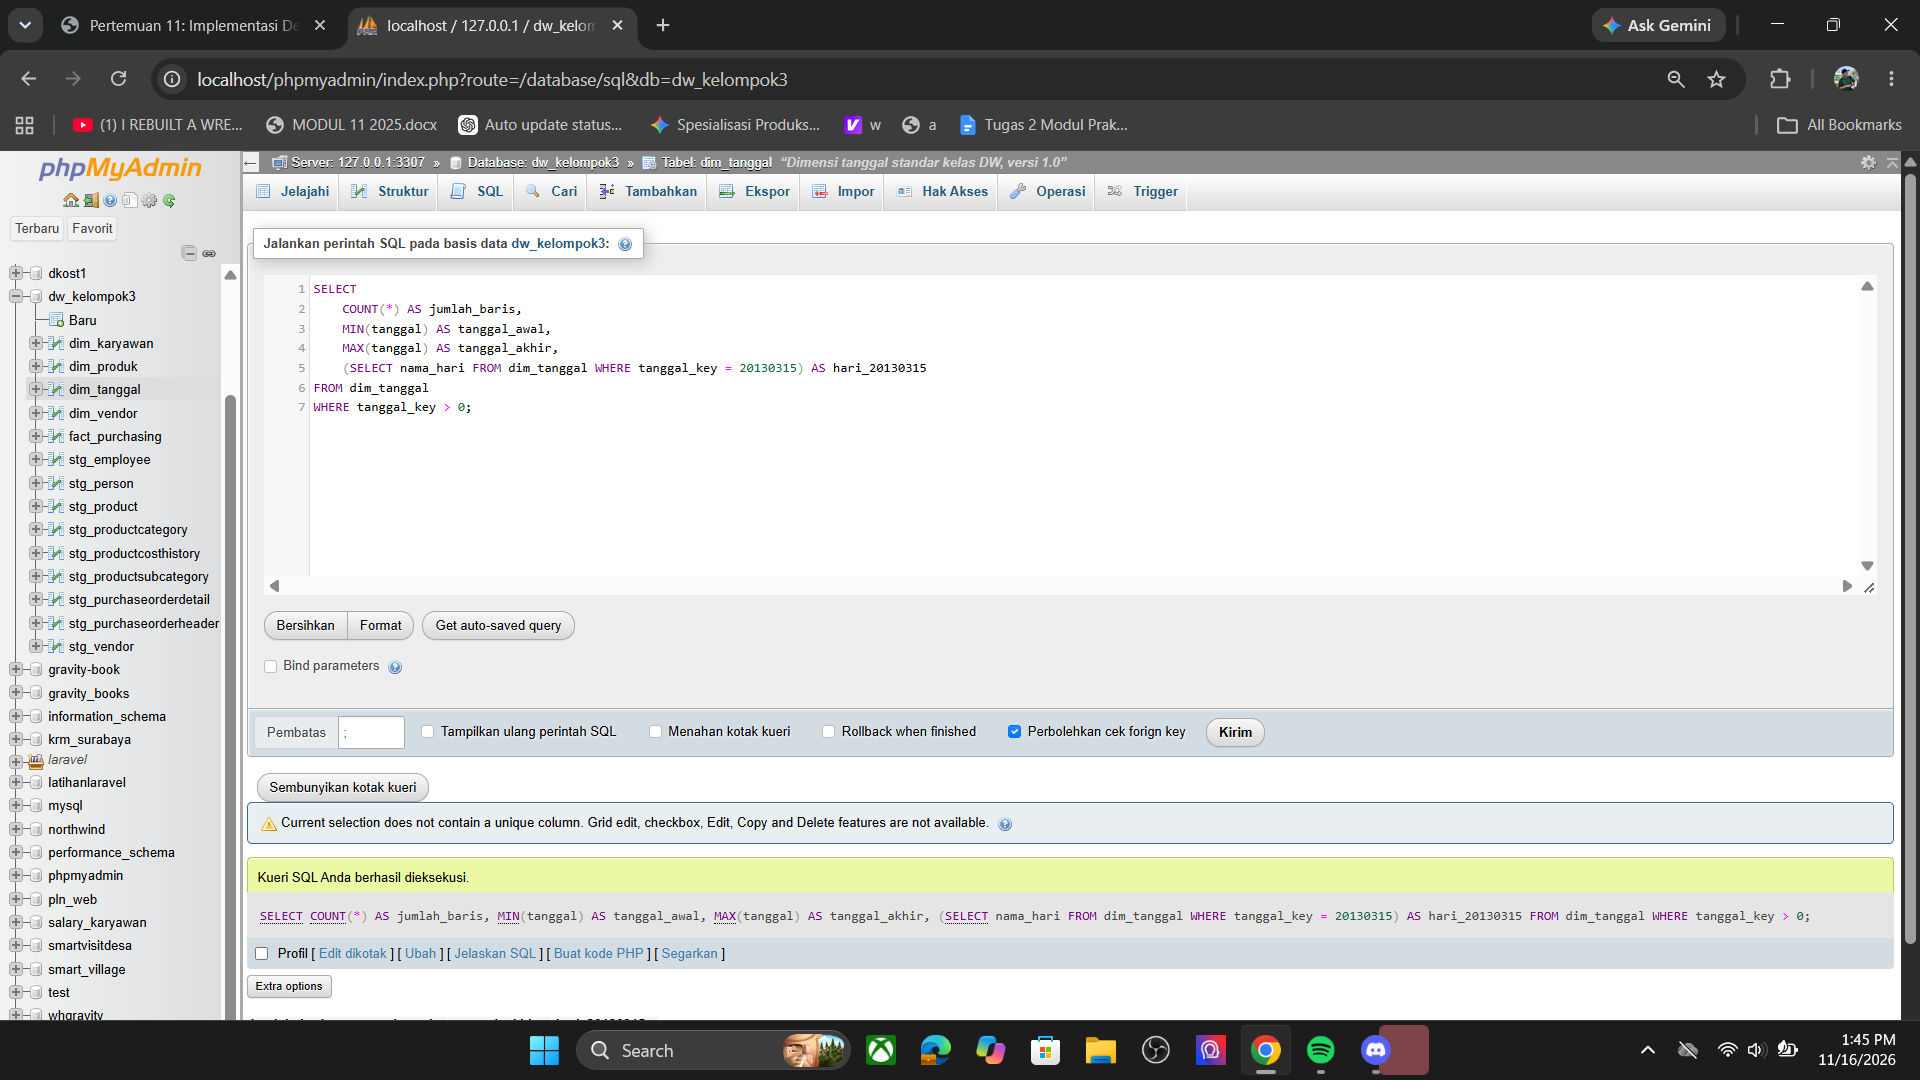 Pertemuan 11: Implementasi De
localhost / 127.0.0.1 / dw_kelom
Ask Gemini
localhost/phpmyadmin/index.php?route=/database/sql&db=dw_kelompok3
(1) I REBUILT A WRE...
MODUL 11 2025.docx
Auto update status...
Spesialisasi Produks...
w
a
Tugas 2 Modul Prak...
All Bookmarks
phpMyAdmin
Terbaru
Favorit
dkost1
dw_kelompok3
Baru
dim_karyawan
dim_produk
dim_tanggal
dim_vendor
fact_purchasing
stg_employee
stg_person
stg_product
stg_productcategory
stg_productcosthistory
stg_productsubcategory
stg_purchaseorderdetail
stg_purchaseorderheader
stg_vendor
gravity-book
gravity_books
information_schema
krm_surabaya
laravel
latihanlaravel
mysql
northwind
performance_schema
phpmyadmin
pln_web
salary_karyawan
smartvisitdesa
smart_village
test
whgravity
Server: 127.0.0.1:3307 » Database: dw_kelompok3 » Tabel: dim_tanggal "Dimensi tanggal standar kelas DW, versi 1.0"
Jelajahi
Struktur
SQL
Cari
Tambahkan
Ekspor
Impor
Hak Akses
Operasi
Trigger
Jalankan perintah SQL pada basis data dw_kelompok3:
1 SELECT
2 COUNT(*) AS jumlah_baris,
3 MIN(tanggal) AS tanggal_awal,
4 MAX(tanggal) AS tanggal_akhir,
5 (SELECT nama_hari FROM dim_tanggal WHERE tanggal_key = 20130315) AS hari_20130315
6 FROM dim_tanggal
7 WHERE tanggal_key > 0;
Bersihkan
Format
Get auto-saved query
Bind parameters
Pembatas
;
Tampilkan ulang perintah SQL
Menahan kotak kueri
Rollback when finished
Perbolehkan cek forign key
Kirim
Sembunyikan kotak kueri
Current selection does not contain a unique column. Grid edit, checkbox, Edit, Copy and Delete features are not available.
Kueri SQL Anda berhasil dieksekusi.
SELECT COUNT(*) AS jumlah_baris, MIN(tanggal) AS tanggal_awal, MAX(tanggal) AS tanggal_akhir, (SELECT nama_hari FROM dim_tanggal WHERE tanggal_key = 20130315) AS hari_20130315 FROM dim_tanggal WHERE tanggal_key > 0;
Profil [ Edit dikotak ] [ Ubah ] [ Jelaskan SQL ] [ Buat kode PHP ] [ Segarkan ]
Extra options
Search
1:45 PM
11/16/2026